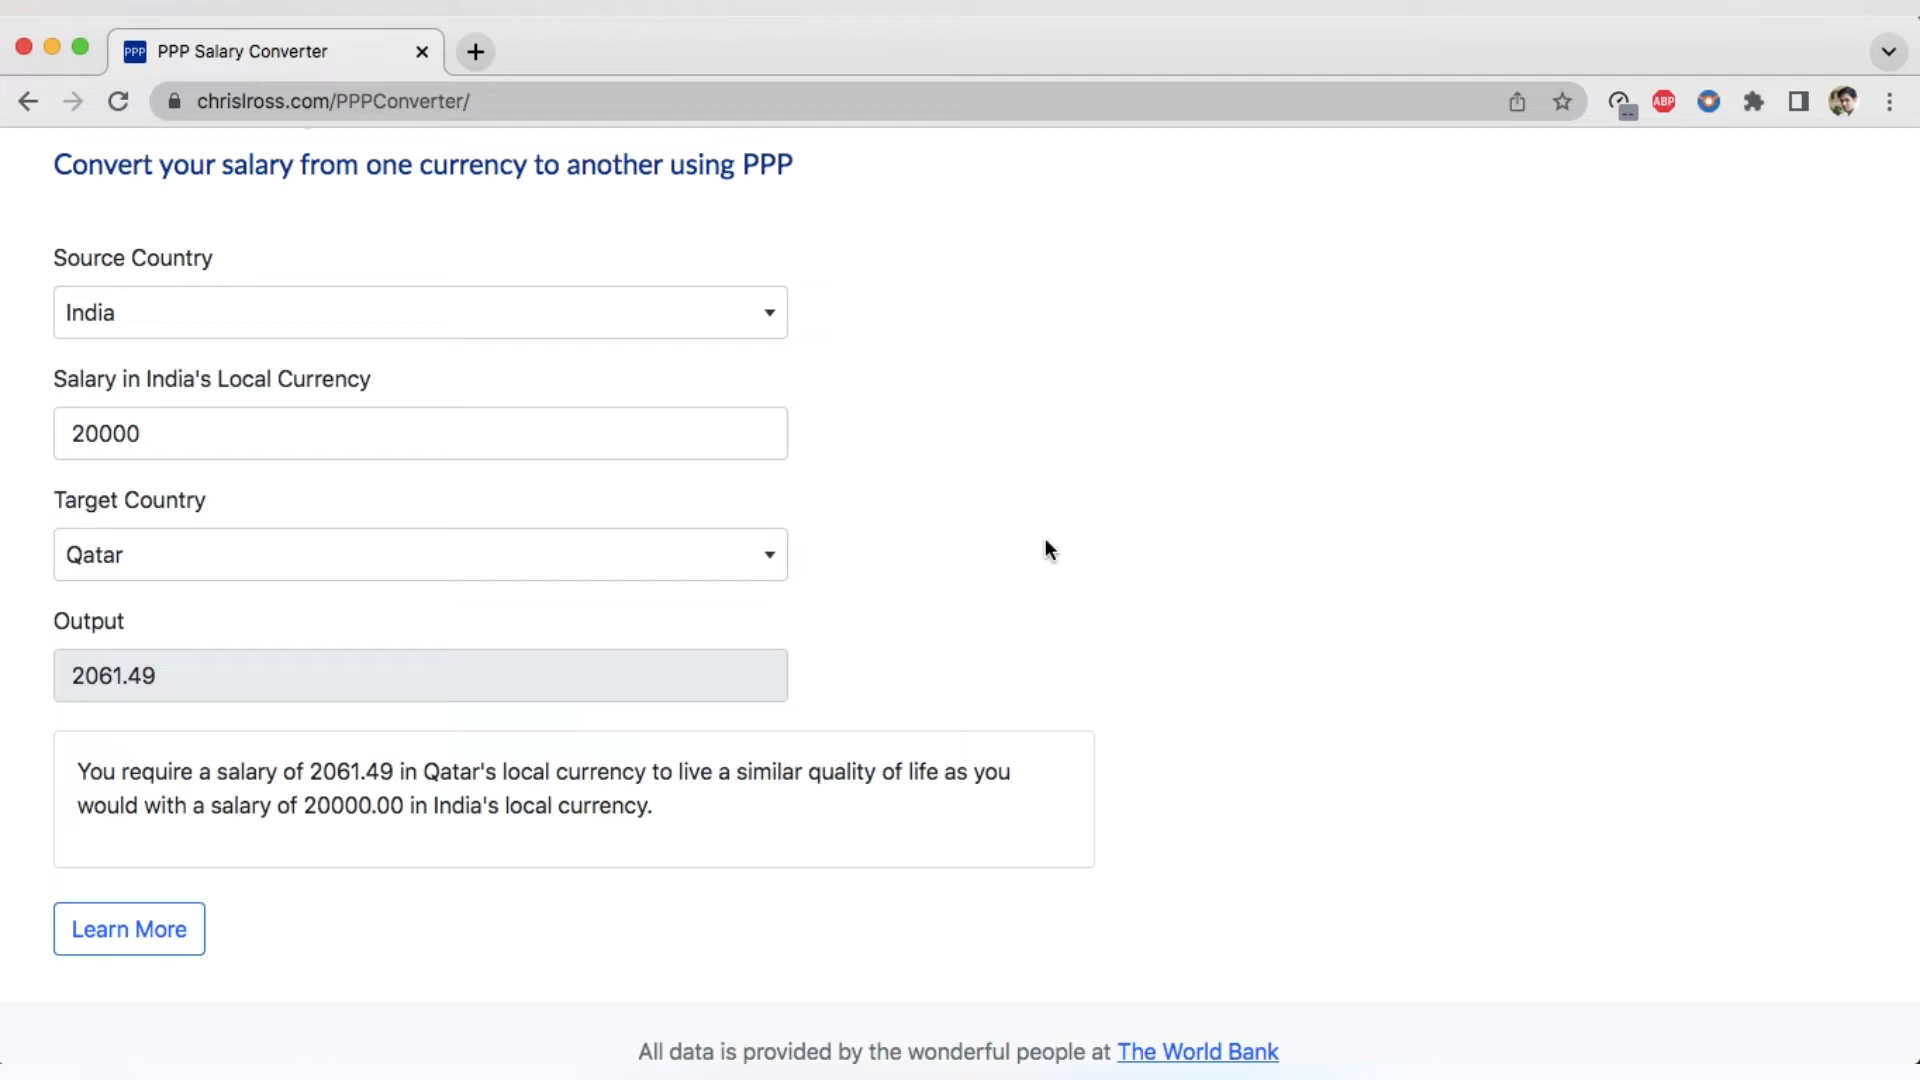 PPP PPP Salary Converter
chrislross.com/PPPConverter/
ABP
Convert your salary from one currency to another using PPP
Source Country
India
Salary in India's Local Currency
20000
Target Country
Qatar
Output
2061.49
You require a salary of 2061.49 in Qatar's local currency to live a similar quality of life as you
would with a salary of 20000.00 in India's local currency.
Learn More
All data is provided by the wonderful people at The World Bank